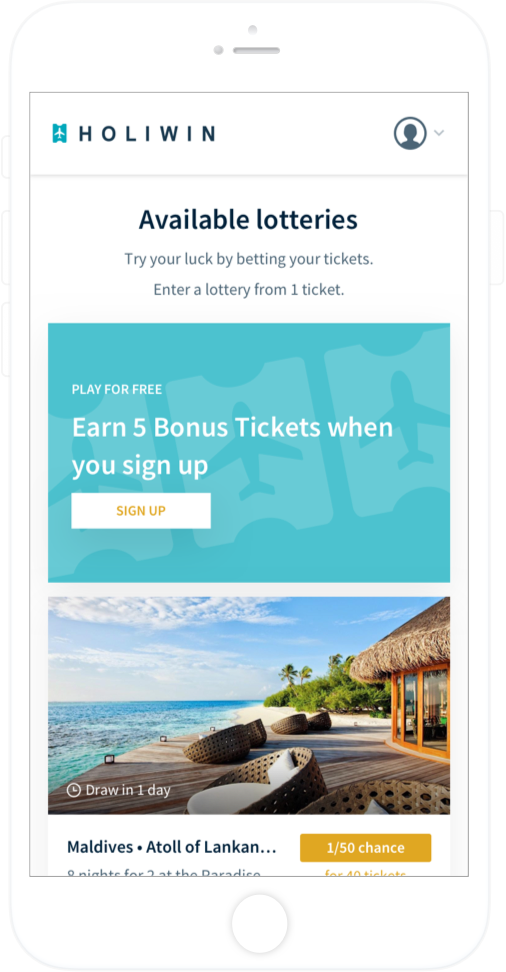 HOLIWIN
Available lotteries
Try your luck by betting your tickets.
Enter a lottery from 1 ticket.
PLAY FOR FREE
Earn 5 Bonus Tickets when
you sign up
SIGN UP
Draw in 1 day
Maldives • Atoll of Lankan...
1/50 chance
8 nights for 2 at the Paradise
for 40 tickets